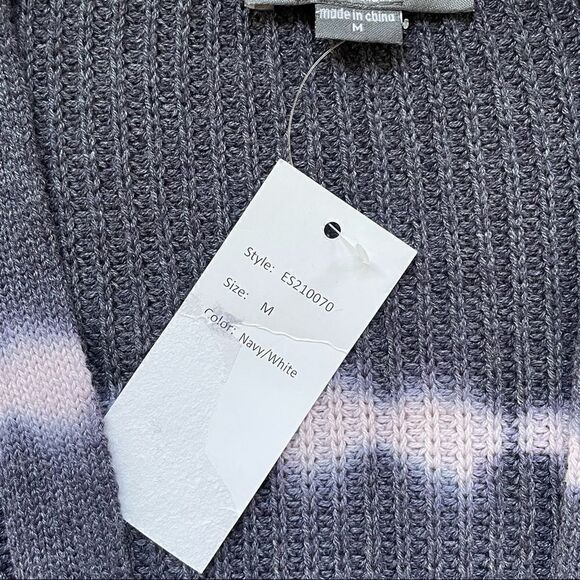 made in china
M
Style: ES210070
Size: M
Color: Navy/White